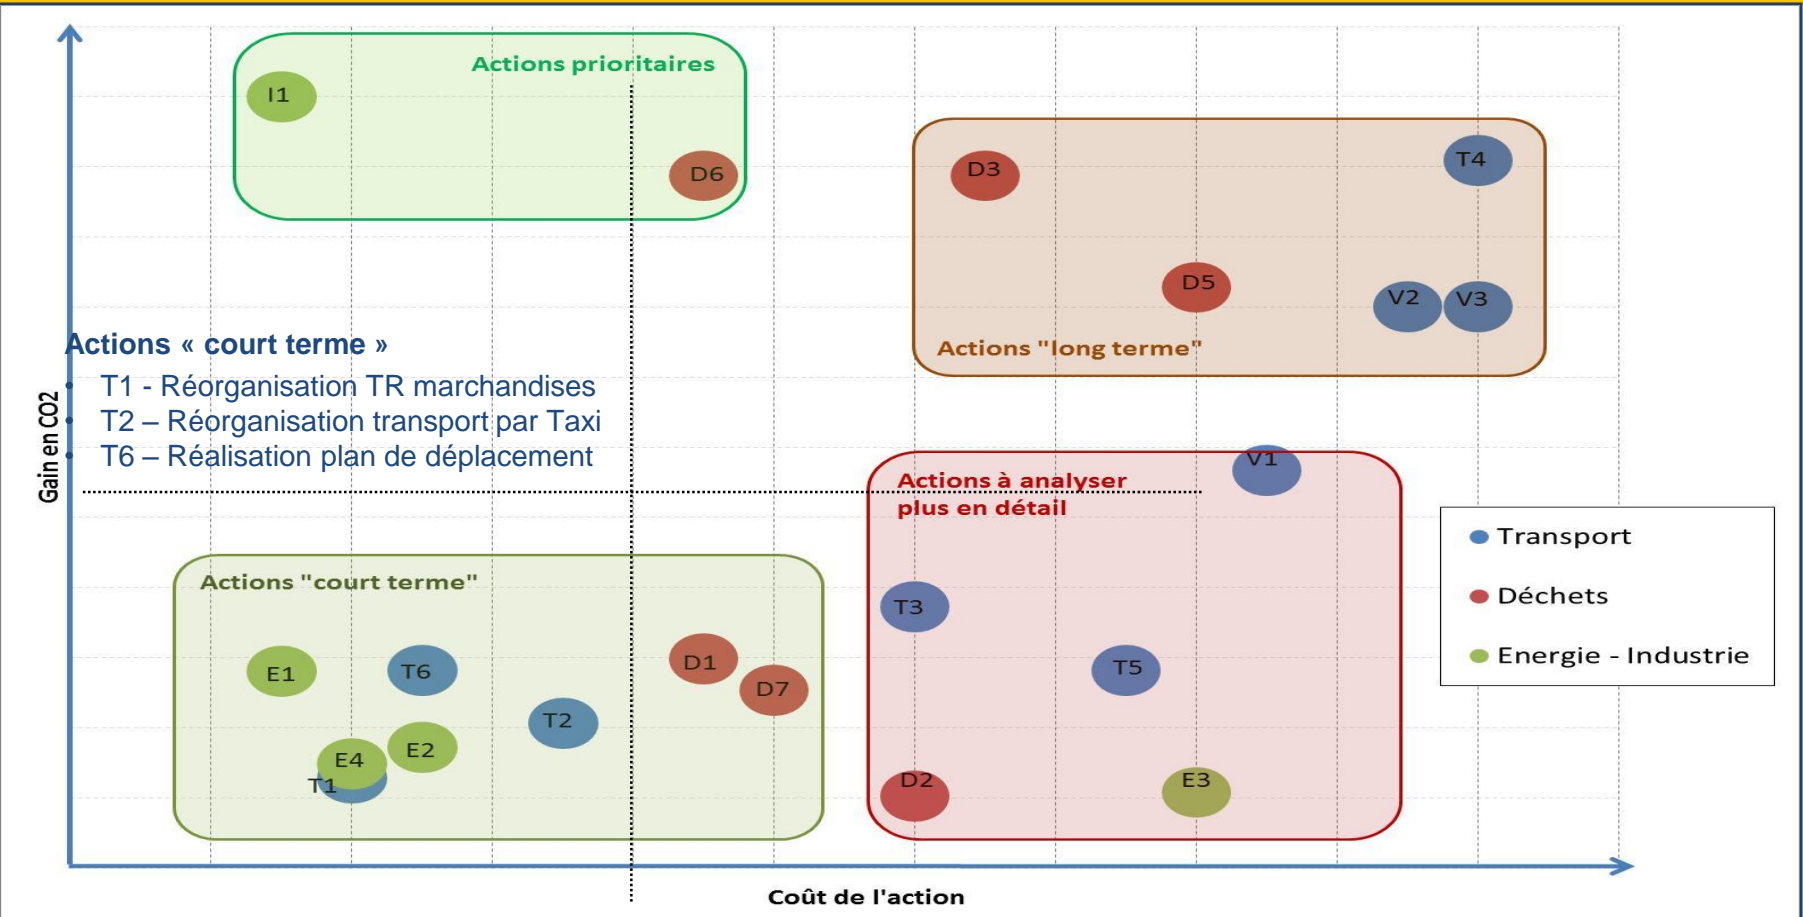 Actions prioritaires
I1
D6
D3
T4
D5
V2
V3
Actions "long terme"
Actions « court terme »
• T1 - Réorganisation TR marchandises
• T2 – Réorganisation transport par Taxi
• T6 – Réalisation plan de déplacement
Gain en CO2
V1
Actions à analyser
plus en détail
T3
T5
D2
E3
Actions "court terme"
E1
T6
D1
D7
T2
E2
E4
T1
Transport
Déchets
Energie - Industrie
Coût de l'action